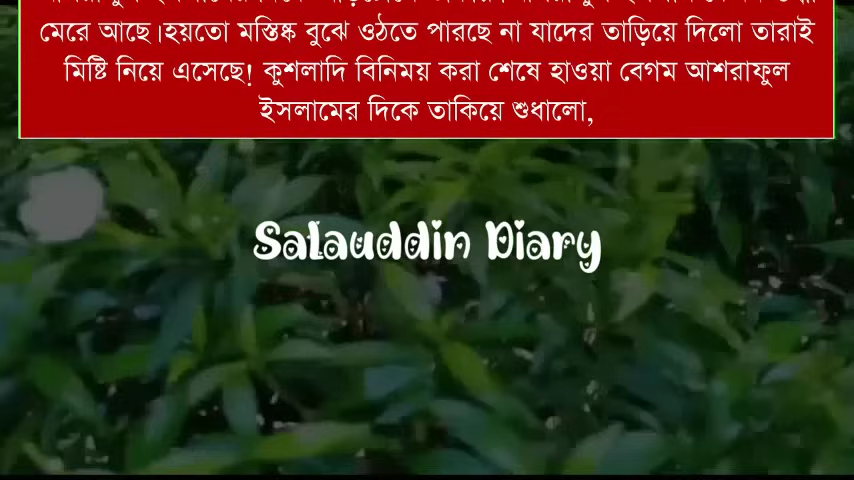 মেরে আছে।হয়তো মস্তিষ্ক বুঝে ওঠতে পারছে না যাদের তাড়িয়ে দিলো তারাই
মিষ্টি নিয়ে এসেছে! কুশলাদি বিনিময় করা শেষে হাওয়া বেগম আশরাফুল
ইসলামের দিকে তাকিয়ে শুধালো,
Salauddin Diary